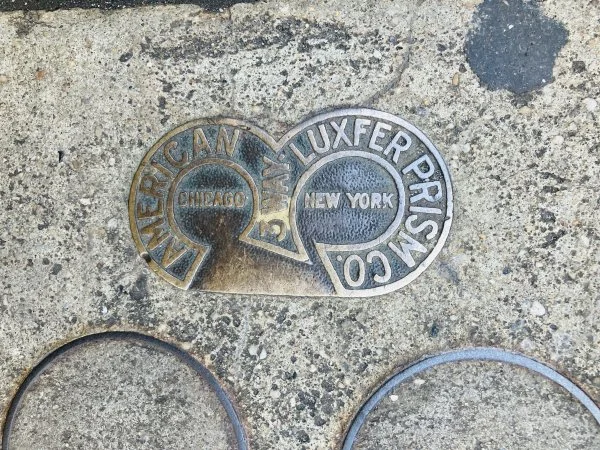 AMERICAN
3 WAY
LUXFER PRISM CO.
CHICAGO
NEW YORK